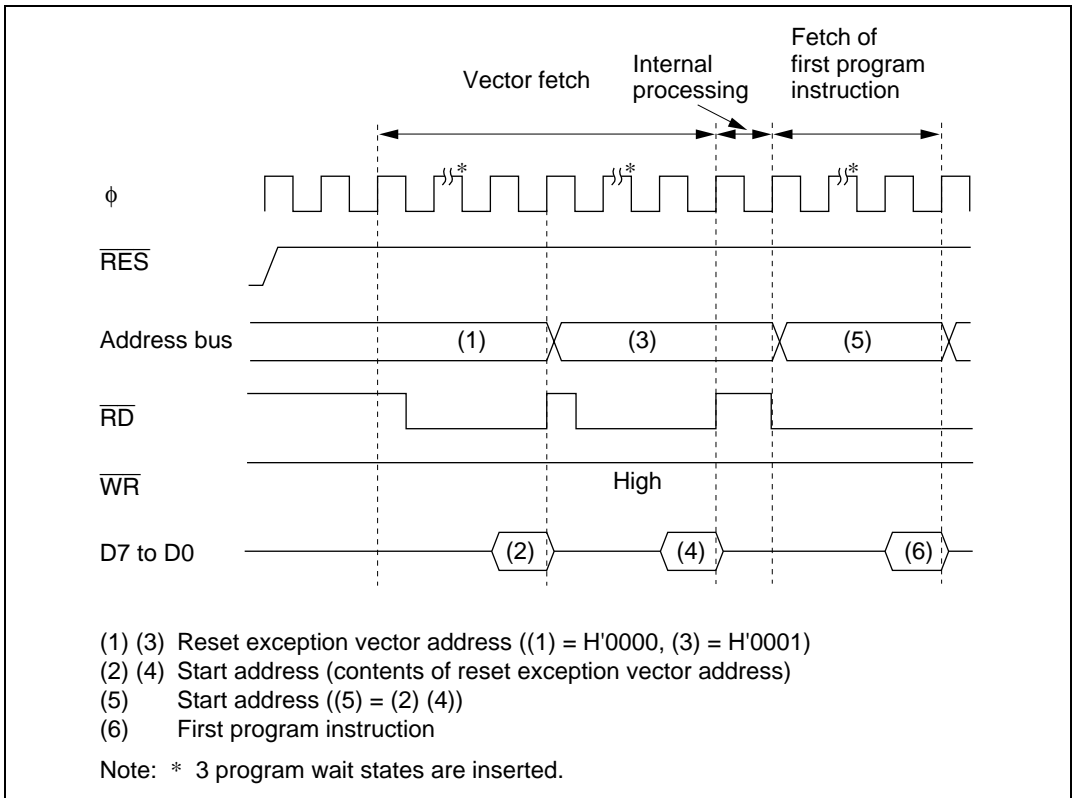 Fetch of
first program
instruction
Internal
processing
Vector fetch
* * *
φ
RES
Address bus (1) (3) (5)
RD
WR High
D7 to D0 (2) (4) (6)
(1) (3) Reset exception vector address ((1) = H'0000, (3) = H'0001)
(2) (4) Start address (contents of reset exception vector address)
(5) Start address ((5) = (2) (4))
(6) First program instruction
Note: * 3 program wait states are inserted.